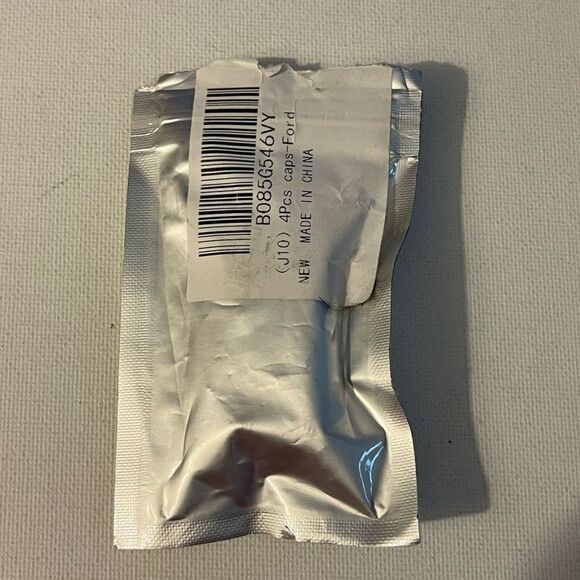 B085G546VY
(J10) 4Pcs caps-Ford
NEW MADE IN CHINA